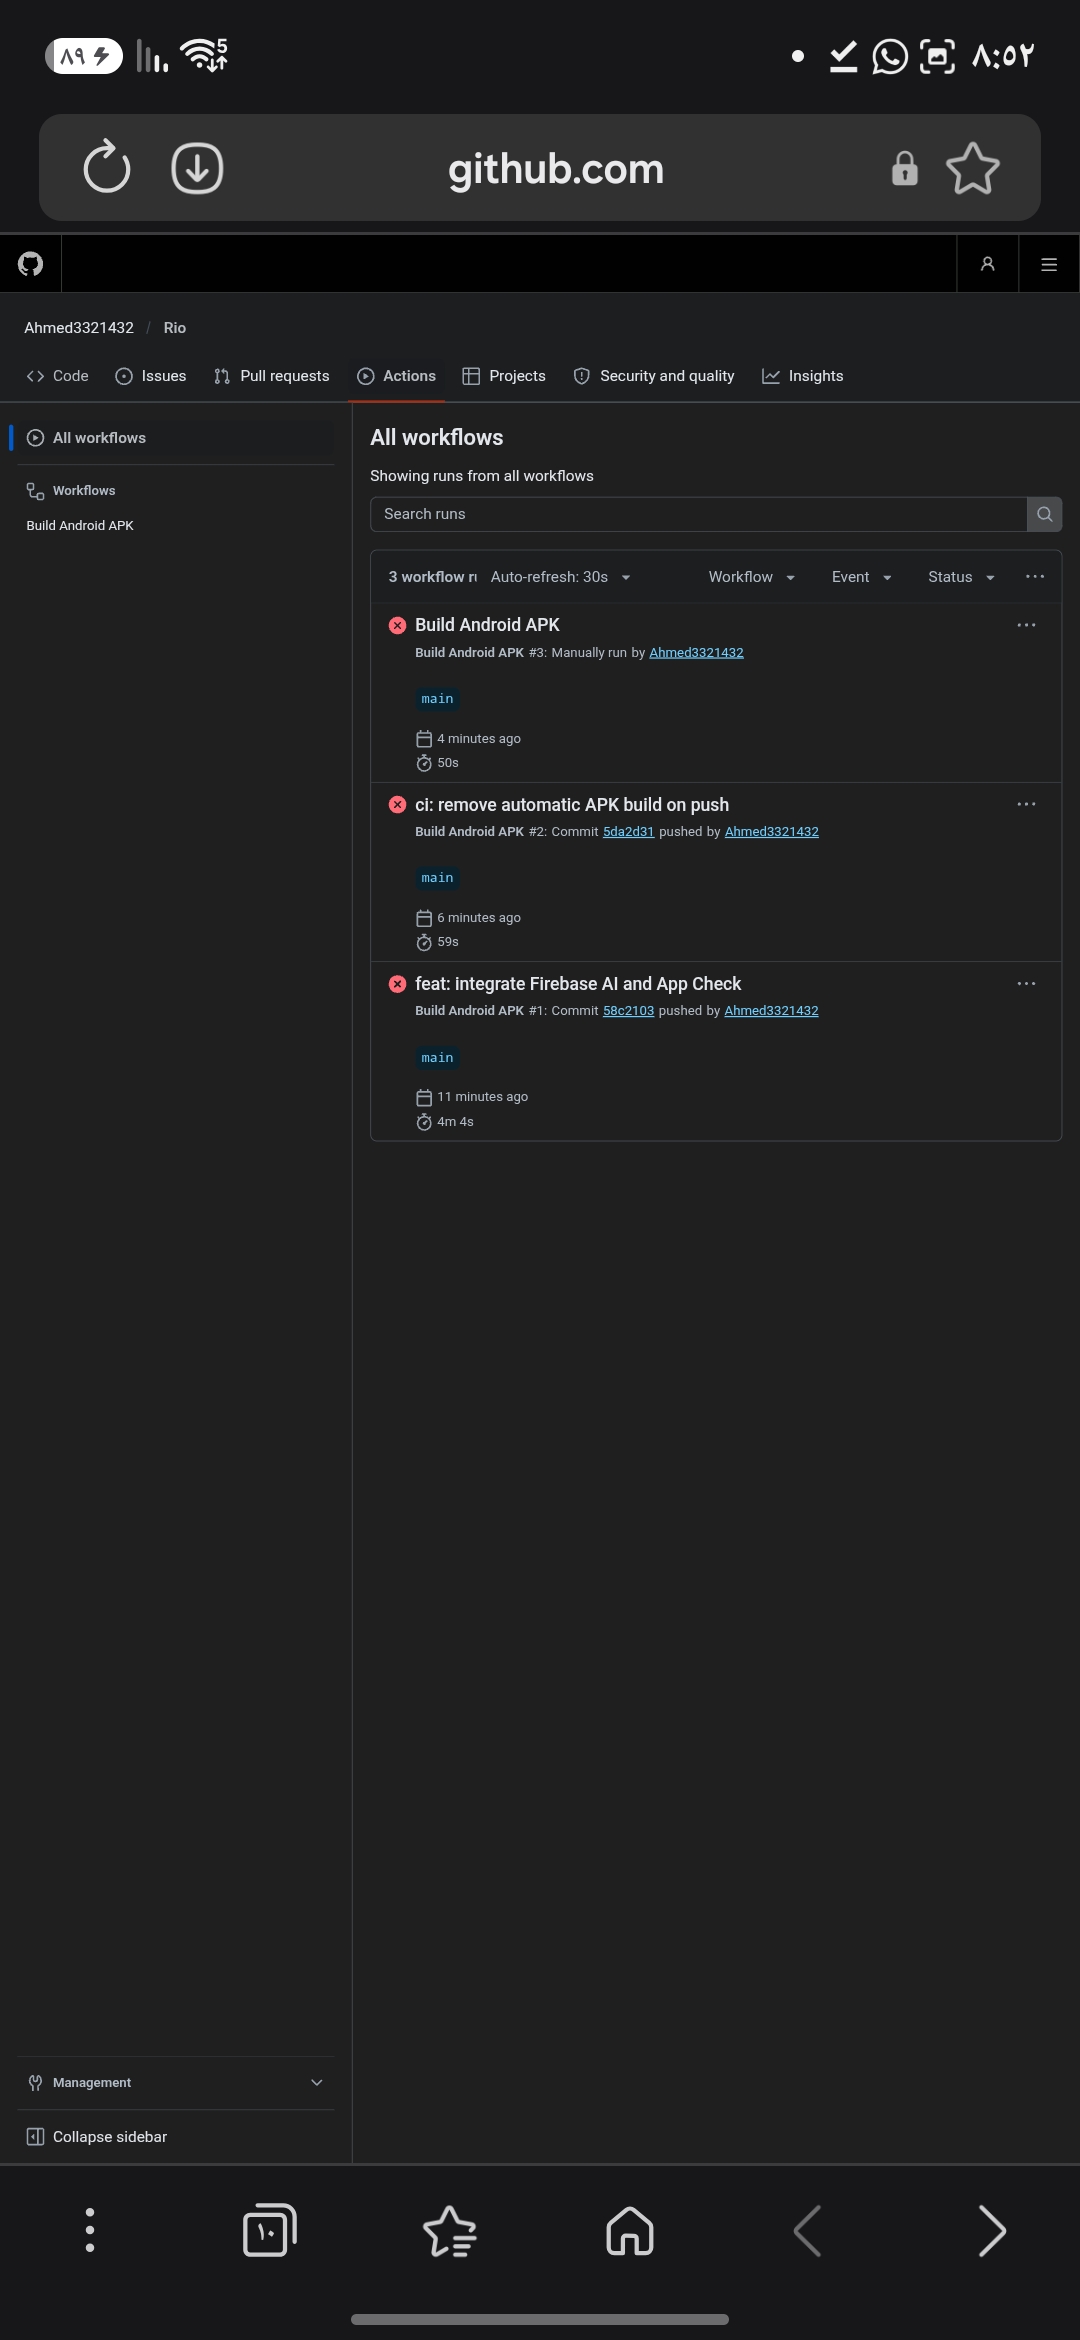 ٨٩
5
٨:٥٢
github.com
Ahmed3321432 / Rio
Code
Issues
Pull requests
Actions
Projects
Security and quality
Insights
All workflows
Workflows
Build Android APK
All workflows
Showing runs from all workflows
Search runs
3 workflow ru Auto-refresh: 30s Workflow Event Status
Build Android APK
Build Android APK #3: Manually run by Ahmed3321432
main
4 minutes ago
50s
ci: remove automatic APK build on push
Build Android APK #2: Commit 5da2d31 pushed by Ahmed3321432
main
6 minutes ago
59s
feat: integrate Firebase AI and App Check
Build Android APK #1: Commit 58c2103 pushed by Ahmed3321432
main
11 minutes ago
4m 4s
Management
Collapse sidebar
١٠